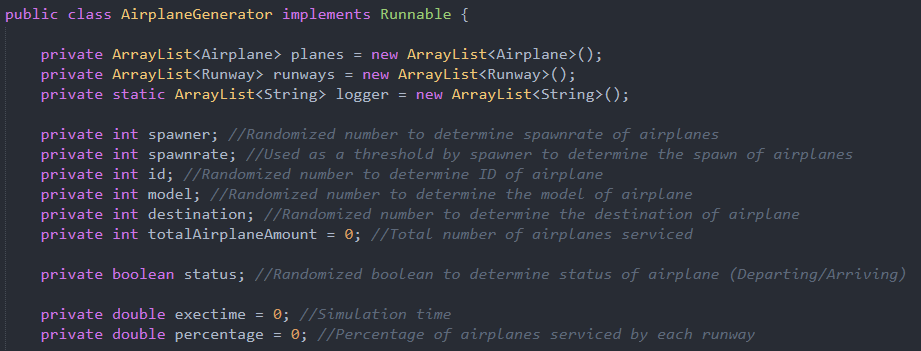 public class AirplaneGenerator implements Runnable {
private ArrayList<Airplane> planes = new ArrayList<Airplane>();
private ArrayList<Runway> runways = new ArrayList<Runway>();
private static ArrayList<String> logger = new ArrayList<String>();
private int spawner; //Randomized number to determine spawnrate of airplanes
private int spawnrate; //Used as a threshold by spawner to determine the spawn of airplanes
private int id; //Randomized number to determine ID of airplane
private int model; //Randomized number to determine the model of airplane
private int destination; //Randomized number to determine the destination of airplane
private int totalAirplaneAmount = 0; //Total number of airplanes serviced
private boolean status; //Randomized boolean to determine status of airplane (Departing/Arriving)
private double exectime = 0; //Simulation time
private double percentage = 0; //Percentage of airplanes serviced by each runway